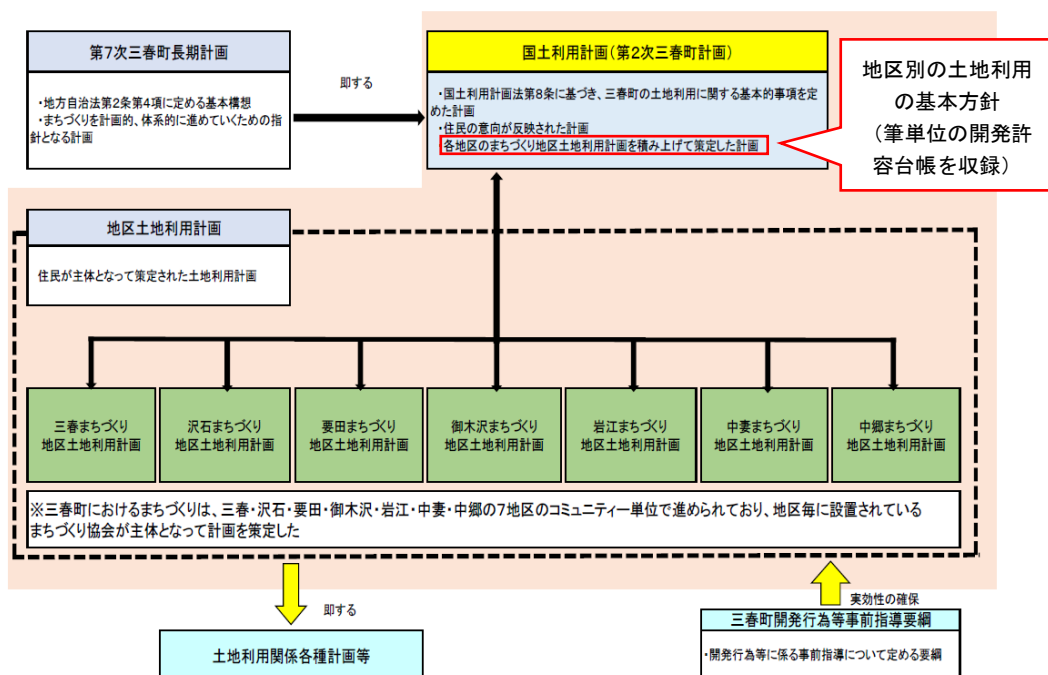 第7次三春町長期計画
・地方自治法第2条第4項に定める基本構想
・まちづくりを計画的、体系的に進めていくための指
針となる計画
即する
国土利用計画(第2次三春町計画)
・国土利用計画法第8条に基づき、三春町の土地利用に関する基本的事項を定
めた計画
・住民の意向が反映された計画
・各地区のまちづくり地区土地利用計画を積み上げて策定した計画
地区別の土地利用
の基本方針
（筆単位の開発許
容台帳を収録）
地区土地利用計画
住民が主体となって策定された土地利用計画
三春まちづくり
地区土地利用計画
沢石まちづくり
地区土地利用計画
要田まちづくり
地区土地利用計画
御木沢まちづくり
地区土地利用計画
岩江まちづくり
地区土地利用計画
中妻まちづくり
地区土地利用計画
中郷まちづくり
地区土地利用計画
※三春町におけるまちづくりは、三春・沢石・要田・御木沢・岩江・中妻・中郷の7地区のコミュニティー単位で進められており、地区毎に設置されている
まちづくり協会が主体となって計画を策定した
即する
実効性の確保
土地利用関係各種計画等
三春町開発行為等事前指導要綱
・開発行為等に係る事前指導について定める要綱